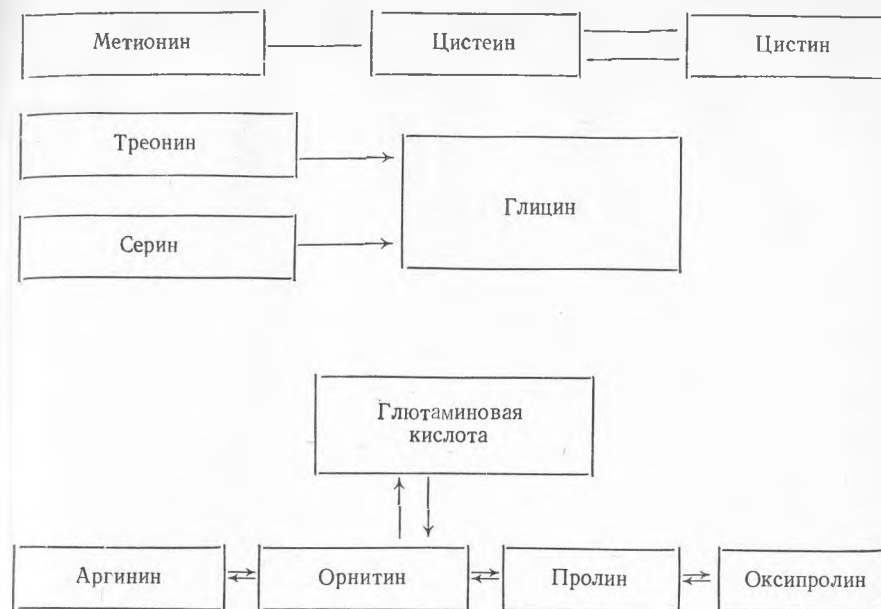 Метионин
Цистеин
Цистин
Треонин
Глицин
Серин
Глютаминовая
кислота
Аргинин
Орнитин
Пролин
Оксипролин